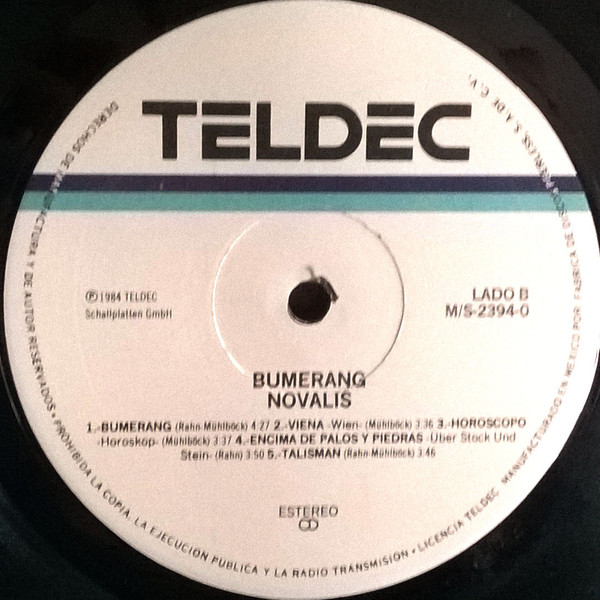 TELDEC
℗1984 TELDEC
Schallplatten GmbH
LADO B
M/S-2394-0
BUMERANG
NOVALIS
1.-BUMERANG (Rahn-Mühlböck) 4:27 2.-VIENA -Wien- (Mühlböck) 3:36 3.-HOROSCOPO
-Horoskop- (Mühlböck) 3:37 4.-ENCIMA DE PALOS Y PIEDRAS -Über Stock Und
Stein- (Rahn) 3:50 5.-TALISMAN (Rahn-Mühlböck) 3:46
ESTEREO
DERECHOS DE MANUFACTURA Y DE AUTOR RESERVADOS • PROHIBIDA LA COPIA, LA EJECUCION PUBLICA Y LA RADIO TRANSMISION • LICENCIA TELDEC MANUFACTURADO EN MEXICO POR FABRICA DE DISCOS PEERLESS, S.A. DE C.V.